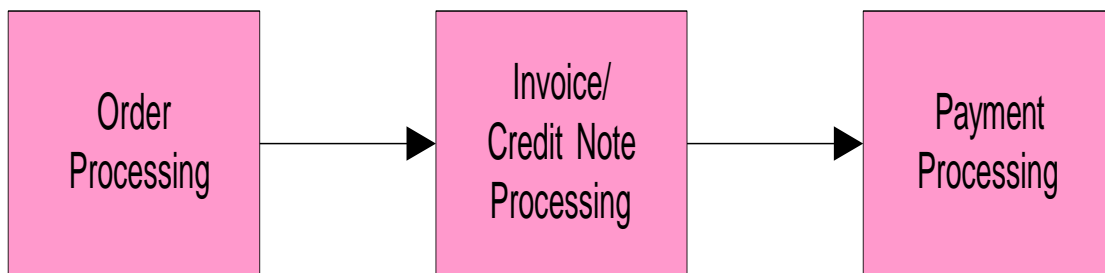 Order
Processing
Invoice/
Credit Note
Processing
Payment
Processing